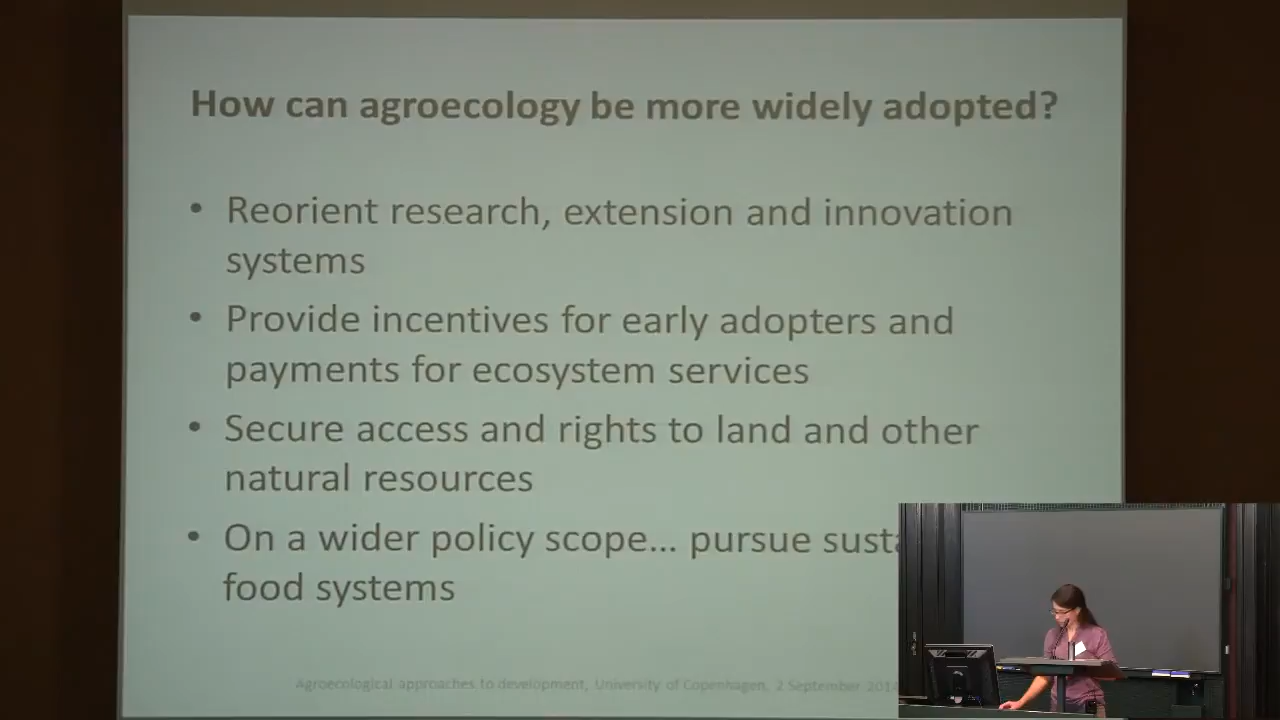 How can agroecology be more widely adopted?
• Reorient research, extension and innovation
systems
• Provide incentives for early adopters and
payments for ecosystem services
• Secure access and rights to land and other
natural resources
• On a wider policy scope... pursue susta
food systems
Agroecological approaches to development, University of Copenhagen, 2 September 2014